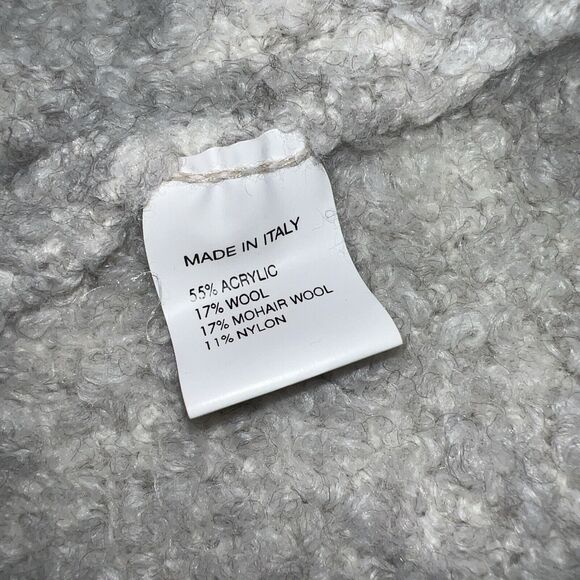 MADE IN ITALY
55% ACRYLIC
17% WOOL
17% MOHAIR WOOL
11% NYLON